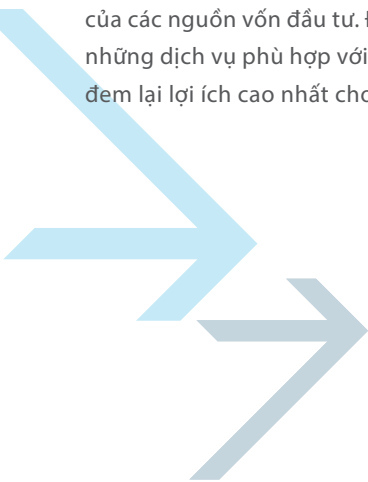 của các nguồn vốn đầu tư.
những dịch vụ phù hợp với
đem lại lợi ích cao nhất cho